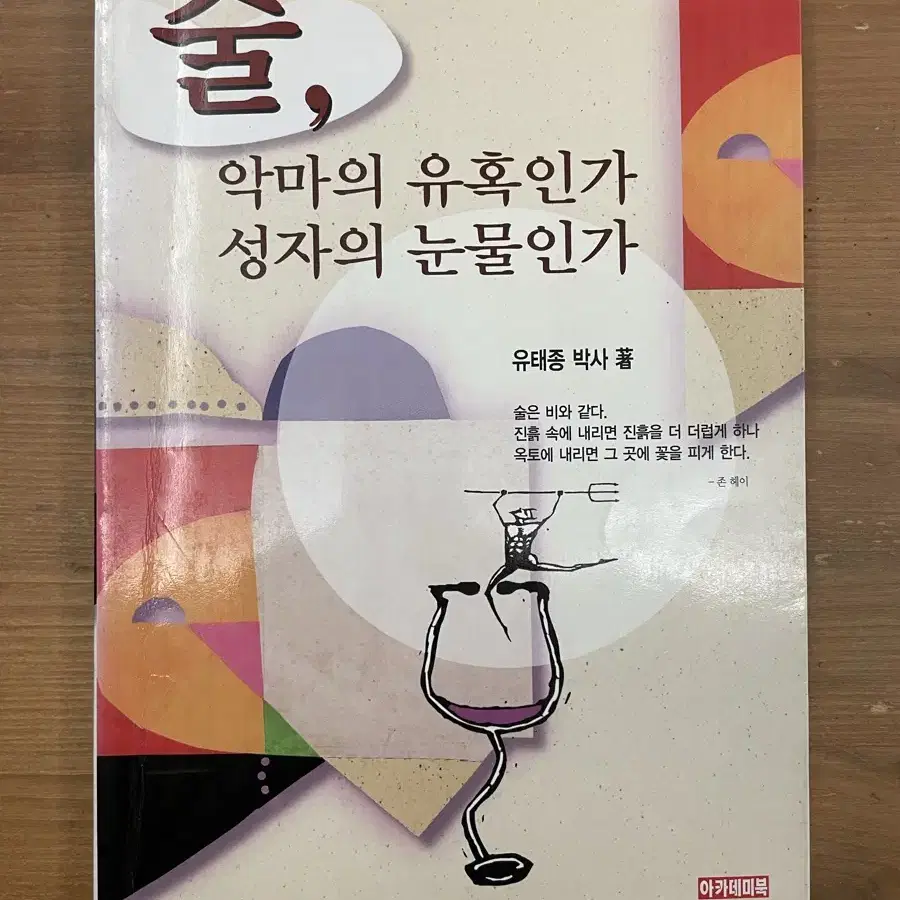 술,
악마의 유혹인가
성자의 눈물인가
유태종 박사 著
술은 비와 같다.
진흙 속에 내리면 진흙을 더 더럽게 하나
옥토에 내리면 그 곳에 꽃을 피게 한다.
- 존 헤이
아카데미북